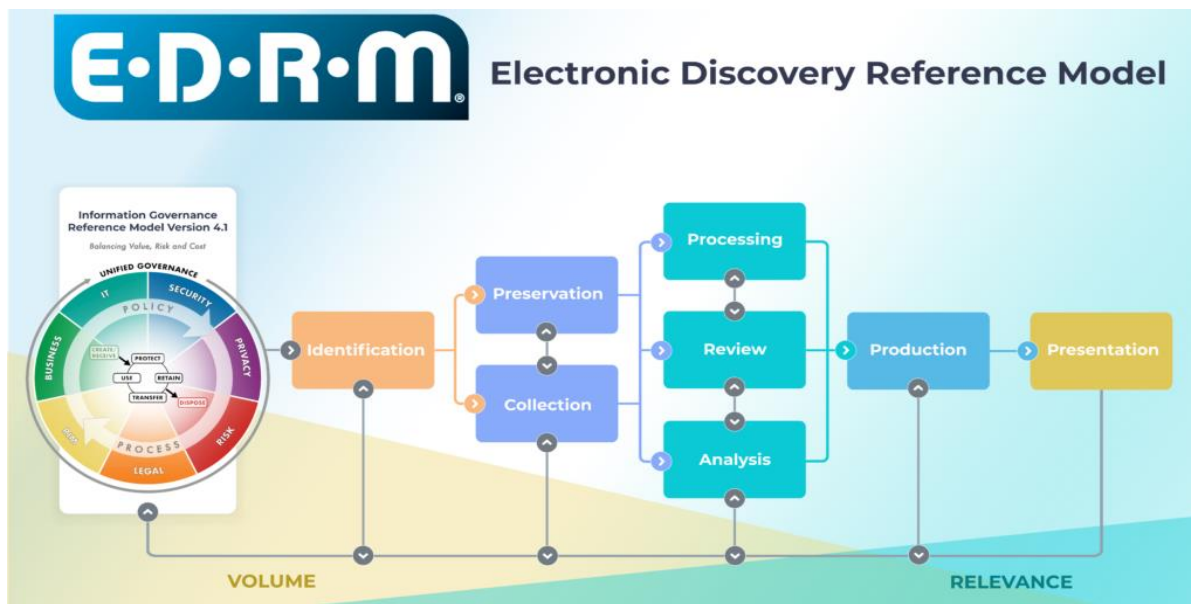 E•D•R•M®
Electronic Discovery Reference Model
Information Governance
Reference Model Version 4.1
Balancing Value, Risk and Cost
UNIFIED GOVERNANCE
IT
SECURITY
POLICY
BUSINESS
PRIVACY
CREATE/
RECEIVE
PROTECT
USE
RETAIN
TRANSFER
DISPOSE
PROCESS
RIM
RISK
LEGAL
Identification
Preservation
Collection
Processing
Review
Analysis
Production
Presentation
VOLUME
RELEVANCE